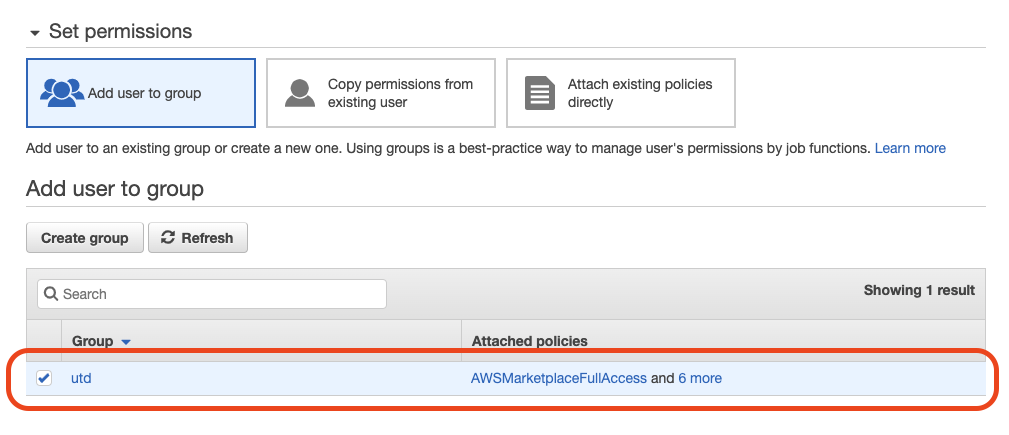 Set permissions
Add user to group
Copy permissions from
existing user
Attach existing policies
directly
Add user to an existing group or create a new one. Using groups is a best-practice way to manage user's permissions by job functions. Learn more
Add user to group
Create group
Refresh
Search
Showing 1 result
Group
Attached policies
utd
AWSMarketplaceFullAccess and 6 more